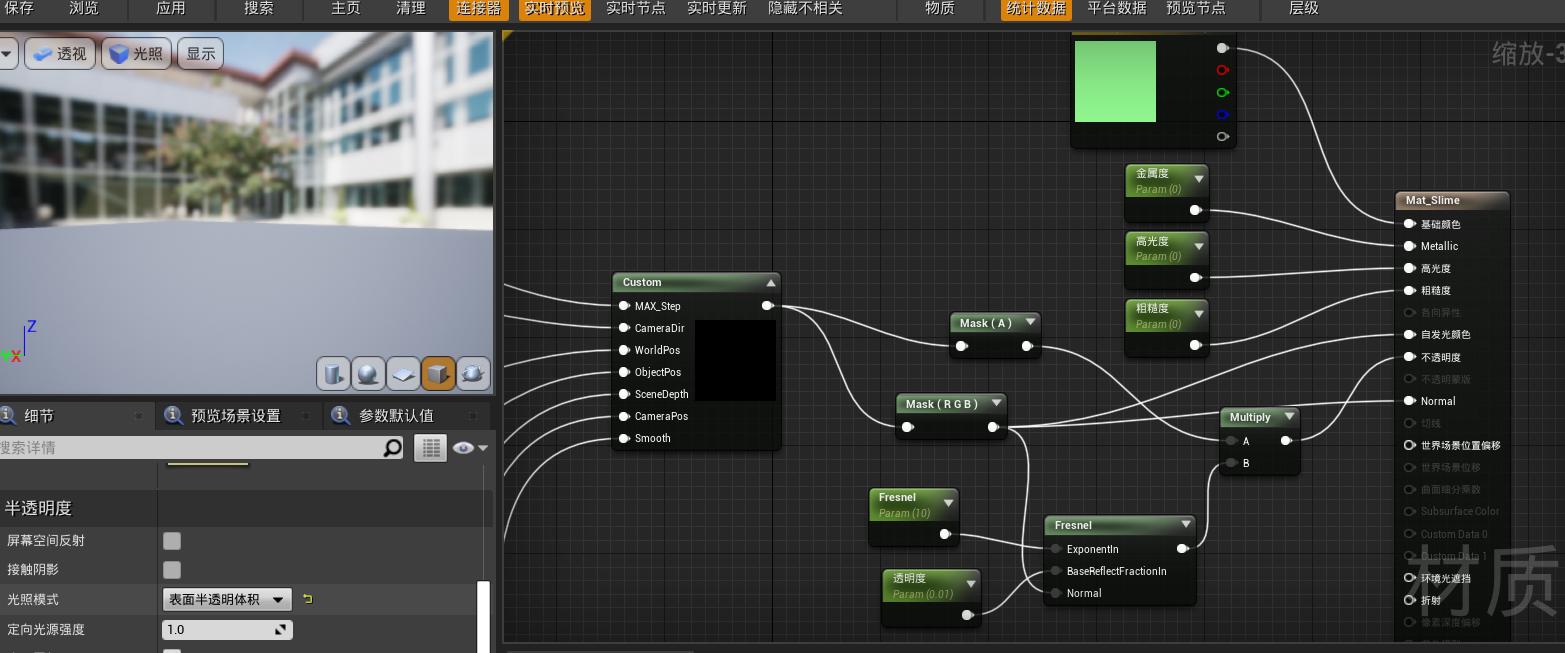 保存 浏览 应用 搜索 主页 清理 连接器 实时预览 实时节点 实时更新 隐藏不相关 物质 统计数据 平台数据 预览节点 层级
透视 光照 显示
缩放-3
Z
Y X
细节 预览场景设置 参数默认值
搜索详情
半透明度
屏幕空间反射
接触阴影
光照模式 表面半透明体积
定向光源强度 1.0
Custom
MAX_Step
CameraDir
WorldPos
ObjectPos
SceneDepth
CameraPos
Smooth
金属度
Param (0)
高光度
Param (0)
粗糙度
Param (0)
Mask ( A )
Mask ( R G B )
Multiply
A
B
Fresnel
Param (10)
透明度
Param (0.01)
Fresnel
ExponentIn
BaseReflectFractionIn
Normal
Mat_Slime
基础颜色
Metallic
高光度
粗糙度
各向异性
自发光颜色
不透明度
不透明蒙版
Normal
切线
世界场景位置偏移
世界场景位移
曲面细分乘数
Subsurface Color
Custom Data 0
Custom Data 1
环境光遮挡
折射
像素深度偏移
材质